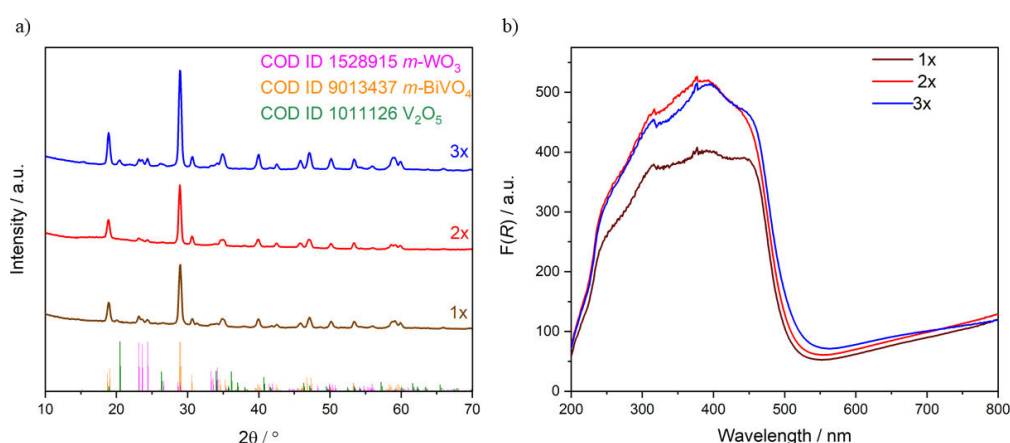 a)
COD ID 1528915 m-WO₃
COD ID 9013437 m-BiVO₄
COD ID 1011126 V₂O₅
3x
2x
1x
Intensity / a.u.
10 20 30 40 50 60 70
2θ / °
b)
1x
2x
3x
F(R) / a.u.
500
400
300
200
100
0
200 300 400 500 600 700 800
Wavelength / nm